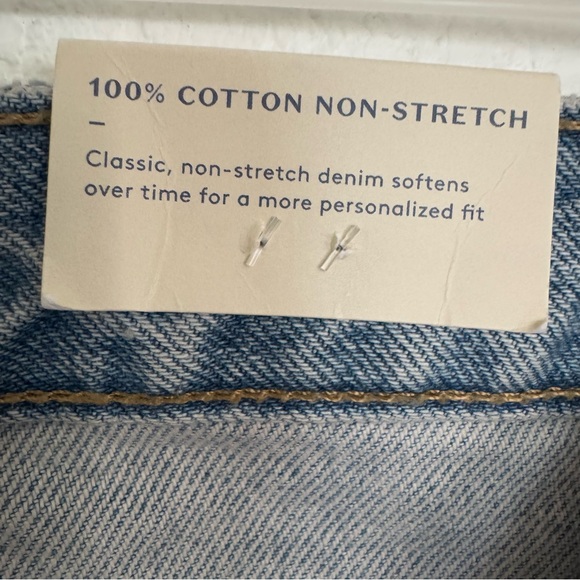 100% COTTON NON-STRETCH
–
Classic, non-stretch denim softens
over time for a more personalized fit